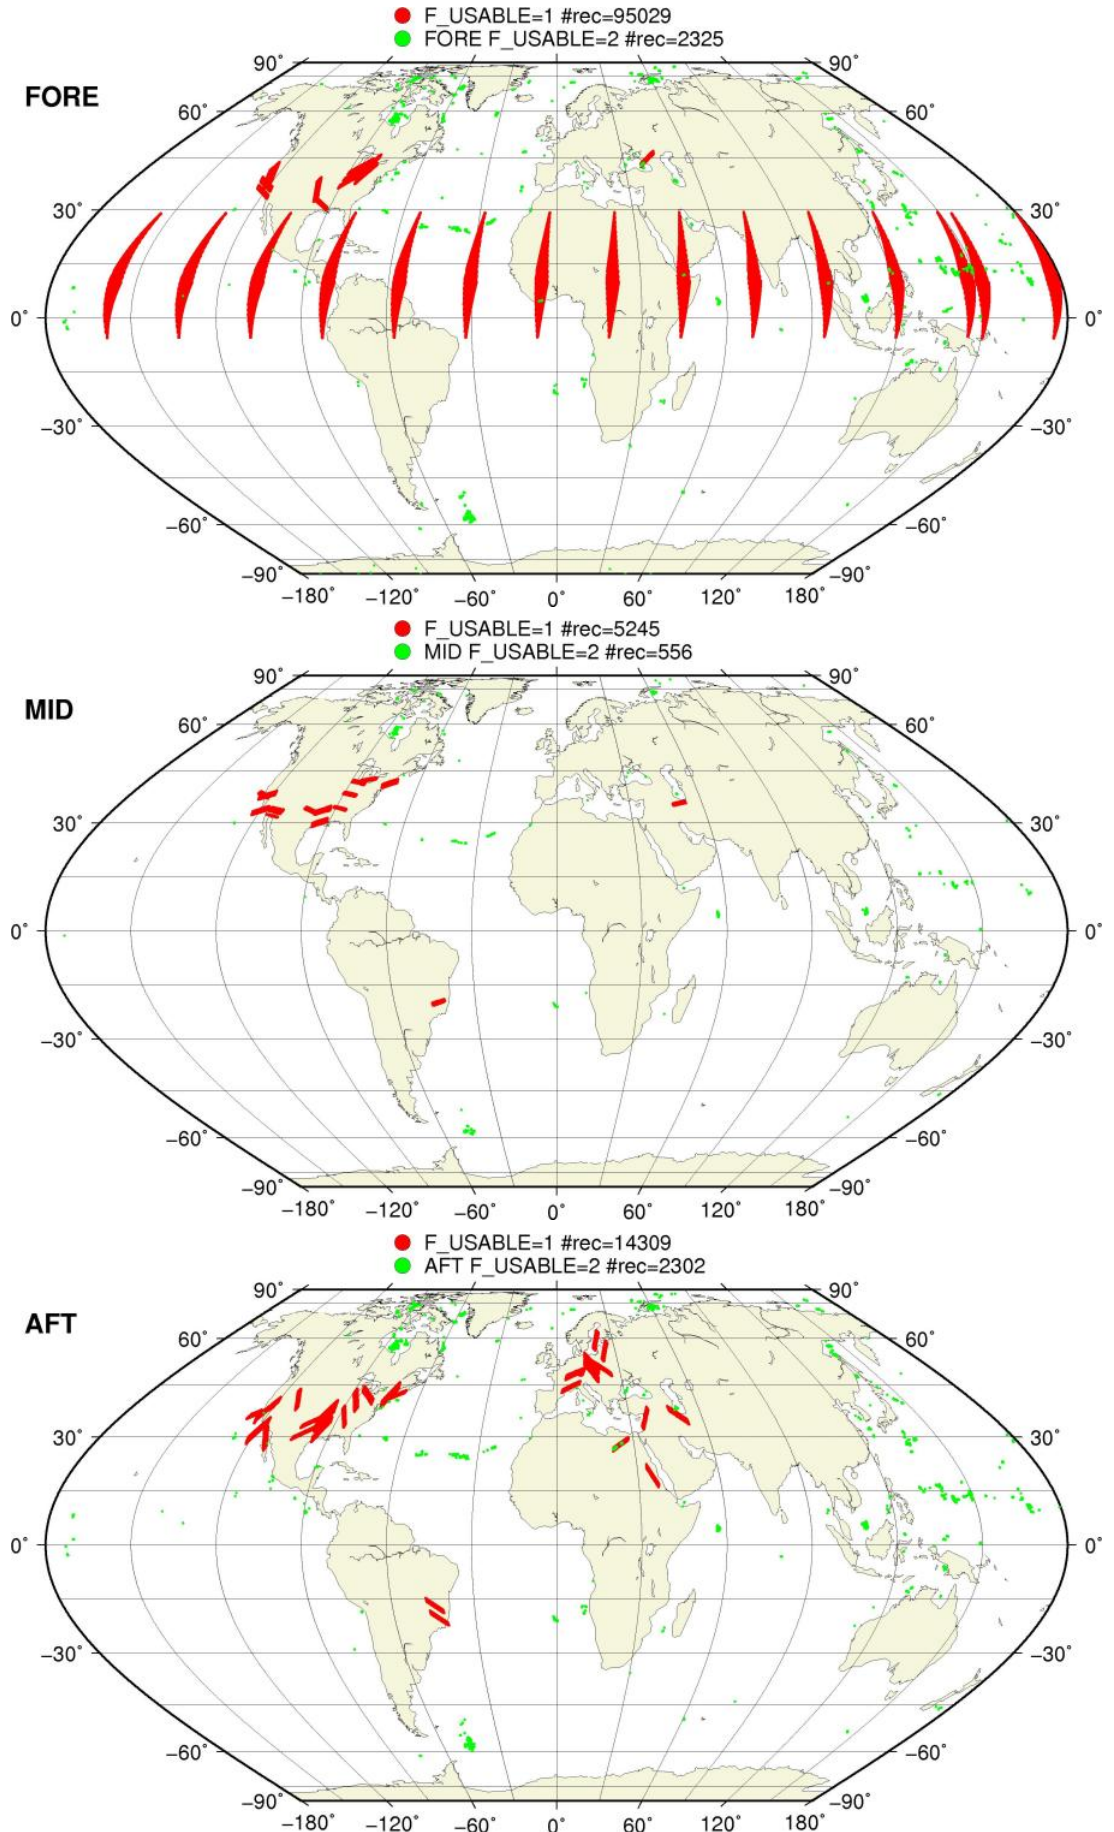 F_USABLE=1 #rec=95029
FORE F_USABLE=2 #rec=2325
FORE
90° 90°
60° 60°
30° 30°
0° 0°
−30° −30°
−60° −60°
−90° −90°
−180° −120° −60° 0° 60° 120° 180°
F_USABLE=1 #rec=5245
MID F_USABLE=2 #rec=556
MID
90° 90°
60° 60°
30° 30°
0° 0°
−30° −30°
−60° −60°
−90° −90°
−180° −120° −60° 0° 60° 120° 180°
F_USABLE=1 #rec=14309
AFT F_USABLE=2 #rec=2302
AFT
90° 90°
60° 60°
30° 30°
0° 0°
−30° −30°
−60° −60°
−90° −90°
−180° −120° −60° 0° 60° 120° 180°